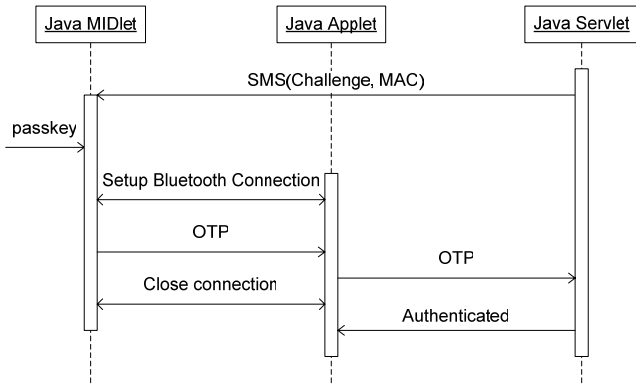 Java MIDlet
Java Applet
Java Servlet
SMS(Challenge, MAC)
passkey
Setup Bluetooth Connection
OTP
OTP
Close connection
Authenticated